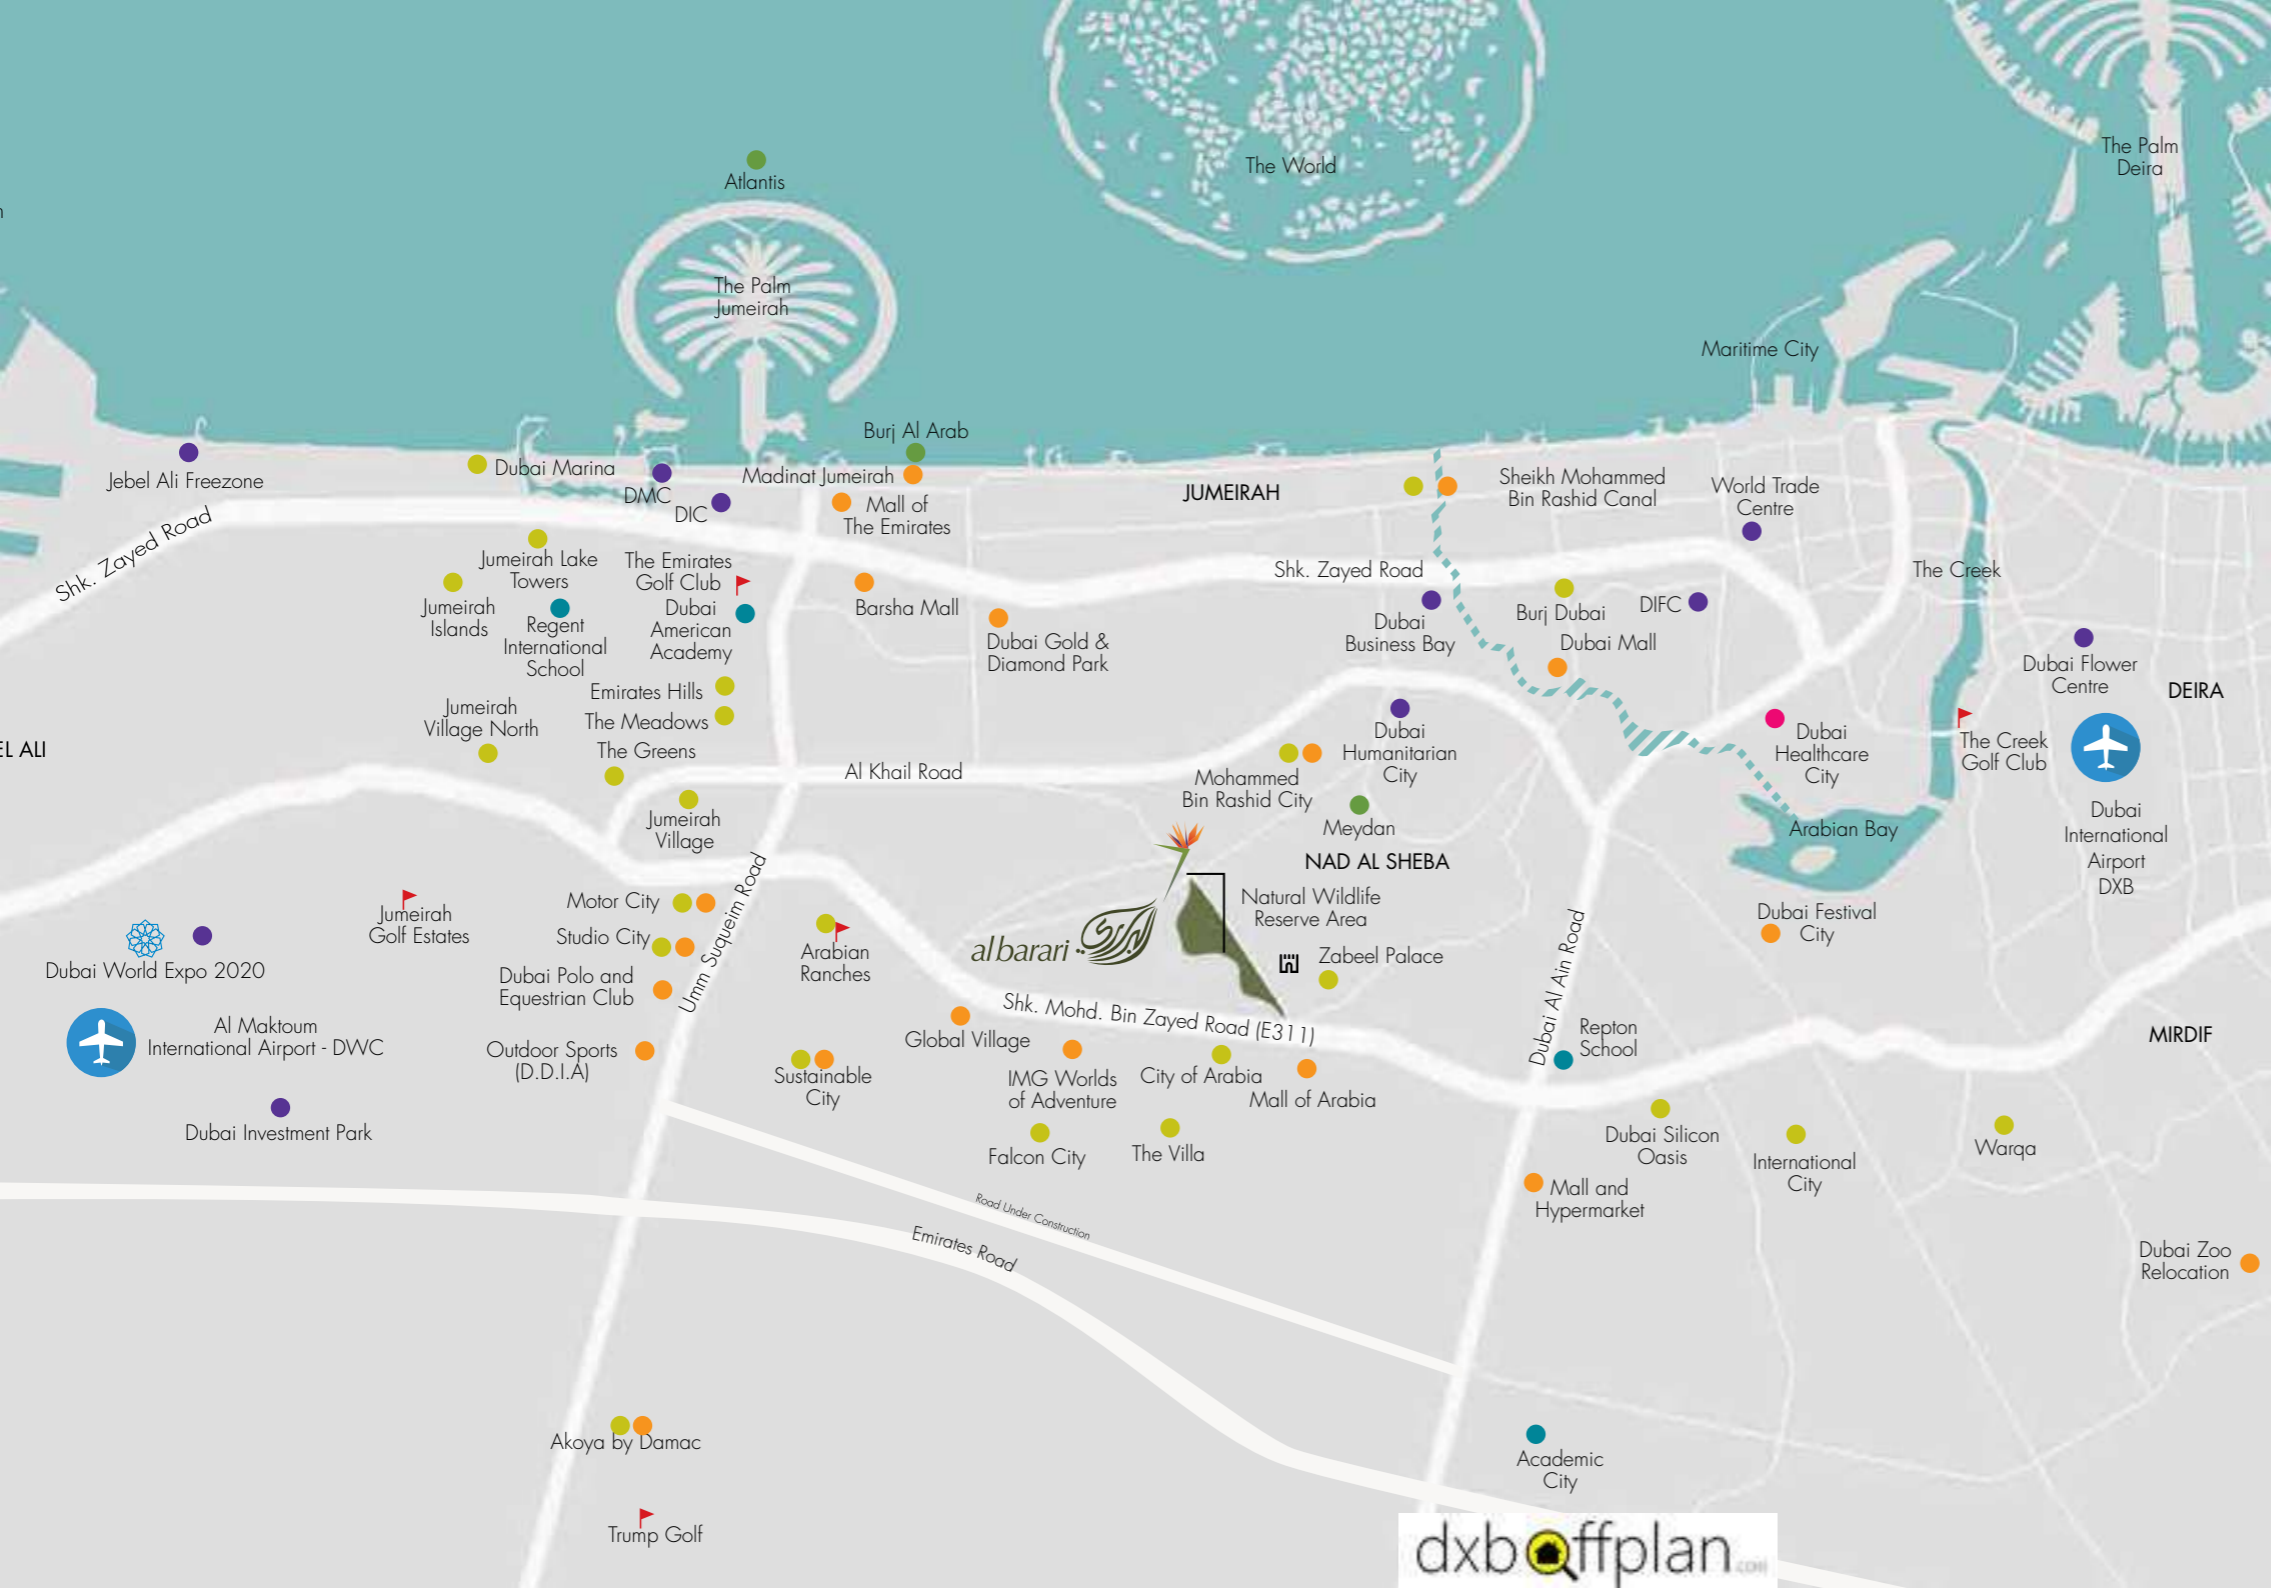 The Palm
Deira
The World
Atlantis
The Palm
Jumeirah
Maritime City
Burj Al Arab
Jebel Ali Freezone
Dubai Marina
DMC
DIC
Madinat Jumeirah
Mall of
The Emirates
JUMEIRAH
Sheikh Mohammed
Bin Rashid Canal
World Trade
Centre
Shk. Zayed Road
Jumeirah Lake
Towers
The Emirates
Golf Club
Shk. Zayed Road
The Creek
Jumeirah
Islands
Regent
International
School
Dubai
American
Academy
Barsha Mall
Dubai Gold &
Diamond Park
Dubai
Business Bay
Burj Dubai
DIFC
Dubai Mall
Dubai Flower
Centre
DEIRA
Emirates Hills
The Meadows
The Greens
Jumeirah
Village North
EL ALI
Al Khail Road
Mohammed
Bin Rashid City
Dubai
Humanitarian
City
Dubai
Healthcare
City
The Creek
Golf Club
Jumeirah
Village
Meydan
Arabian Bay
Dubai
International
Airport
DXB
NAD AL SHEBA
Umm Suqueim Road
Motor City
Studio City
Jumeirah
Golf Estates
Natural Wildlife
Reserve Area
Dubai Festival
City
Dubai World Expo 2020
Dubai Polo and
Equestrian Club
Arabian
Ranches
al barari
البراري
Zabeel Palace
Dubai Al Ain Road
Al Maktoum
International Airport - DWC
Outdoor Sports
(D.D.I.A)
Global Village
Shk. Mohd. Bin Zayed Road (E311)
Repton
School
MIRDIF
Sustainable
City
IMG Worlds
of Adventure
City of Arabia
Mall of Arabia
Dubai Investment Park
Falcon City
The Villa
Dubai Silicon
Oasis
International
City
Warqa
Mall and
Hypermarket
Road Under Construction
Emirates Road
Dubai Zoo
Relocation
Akoya by Damac
Academic
City
Trump Golf
dxboffplan.com